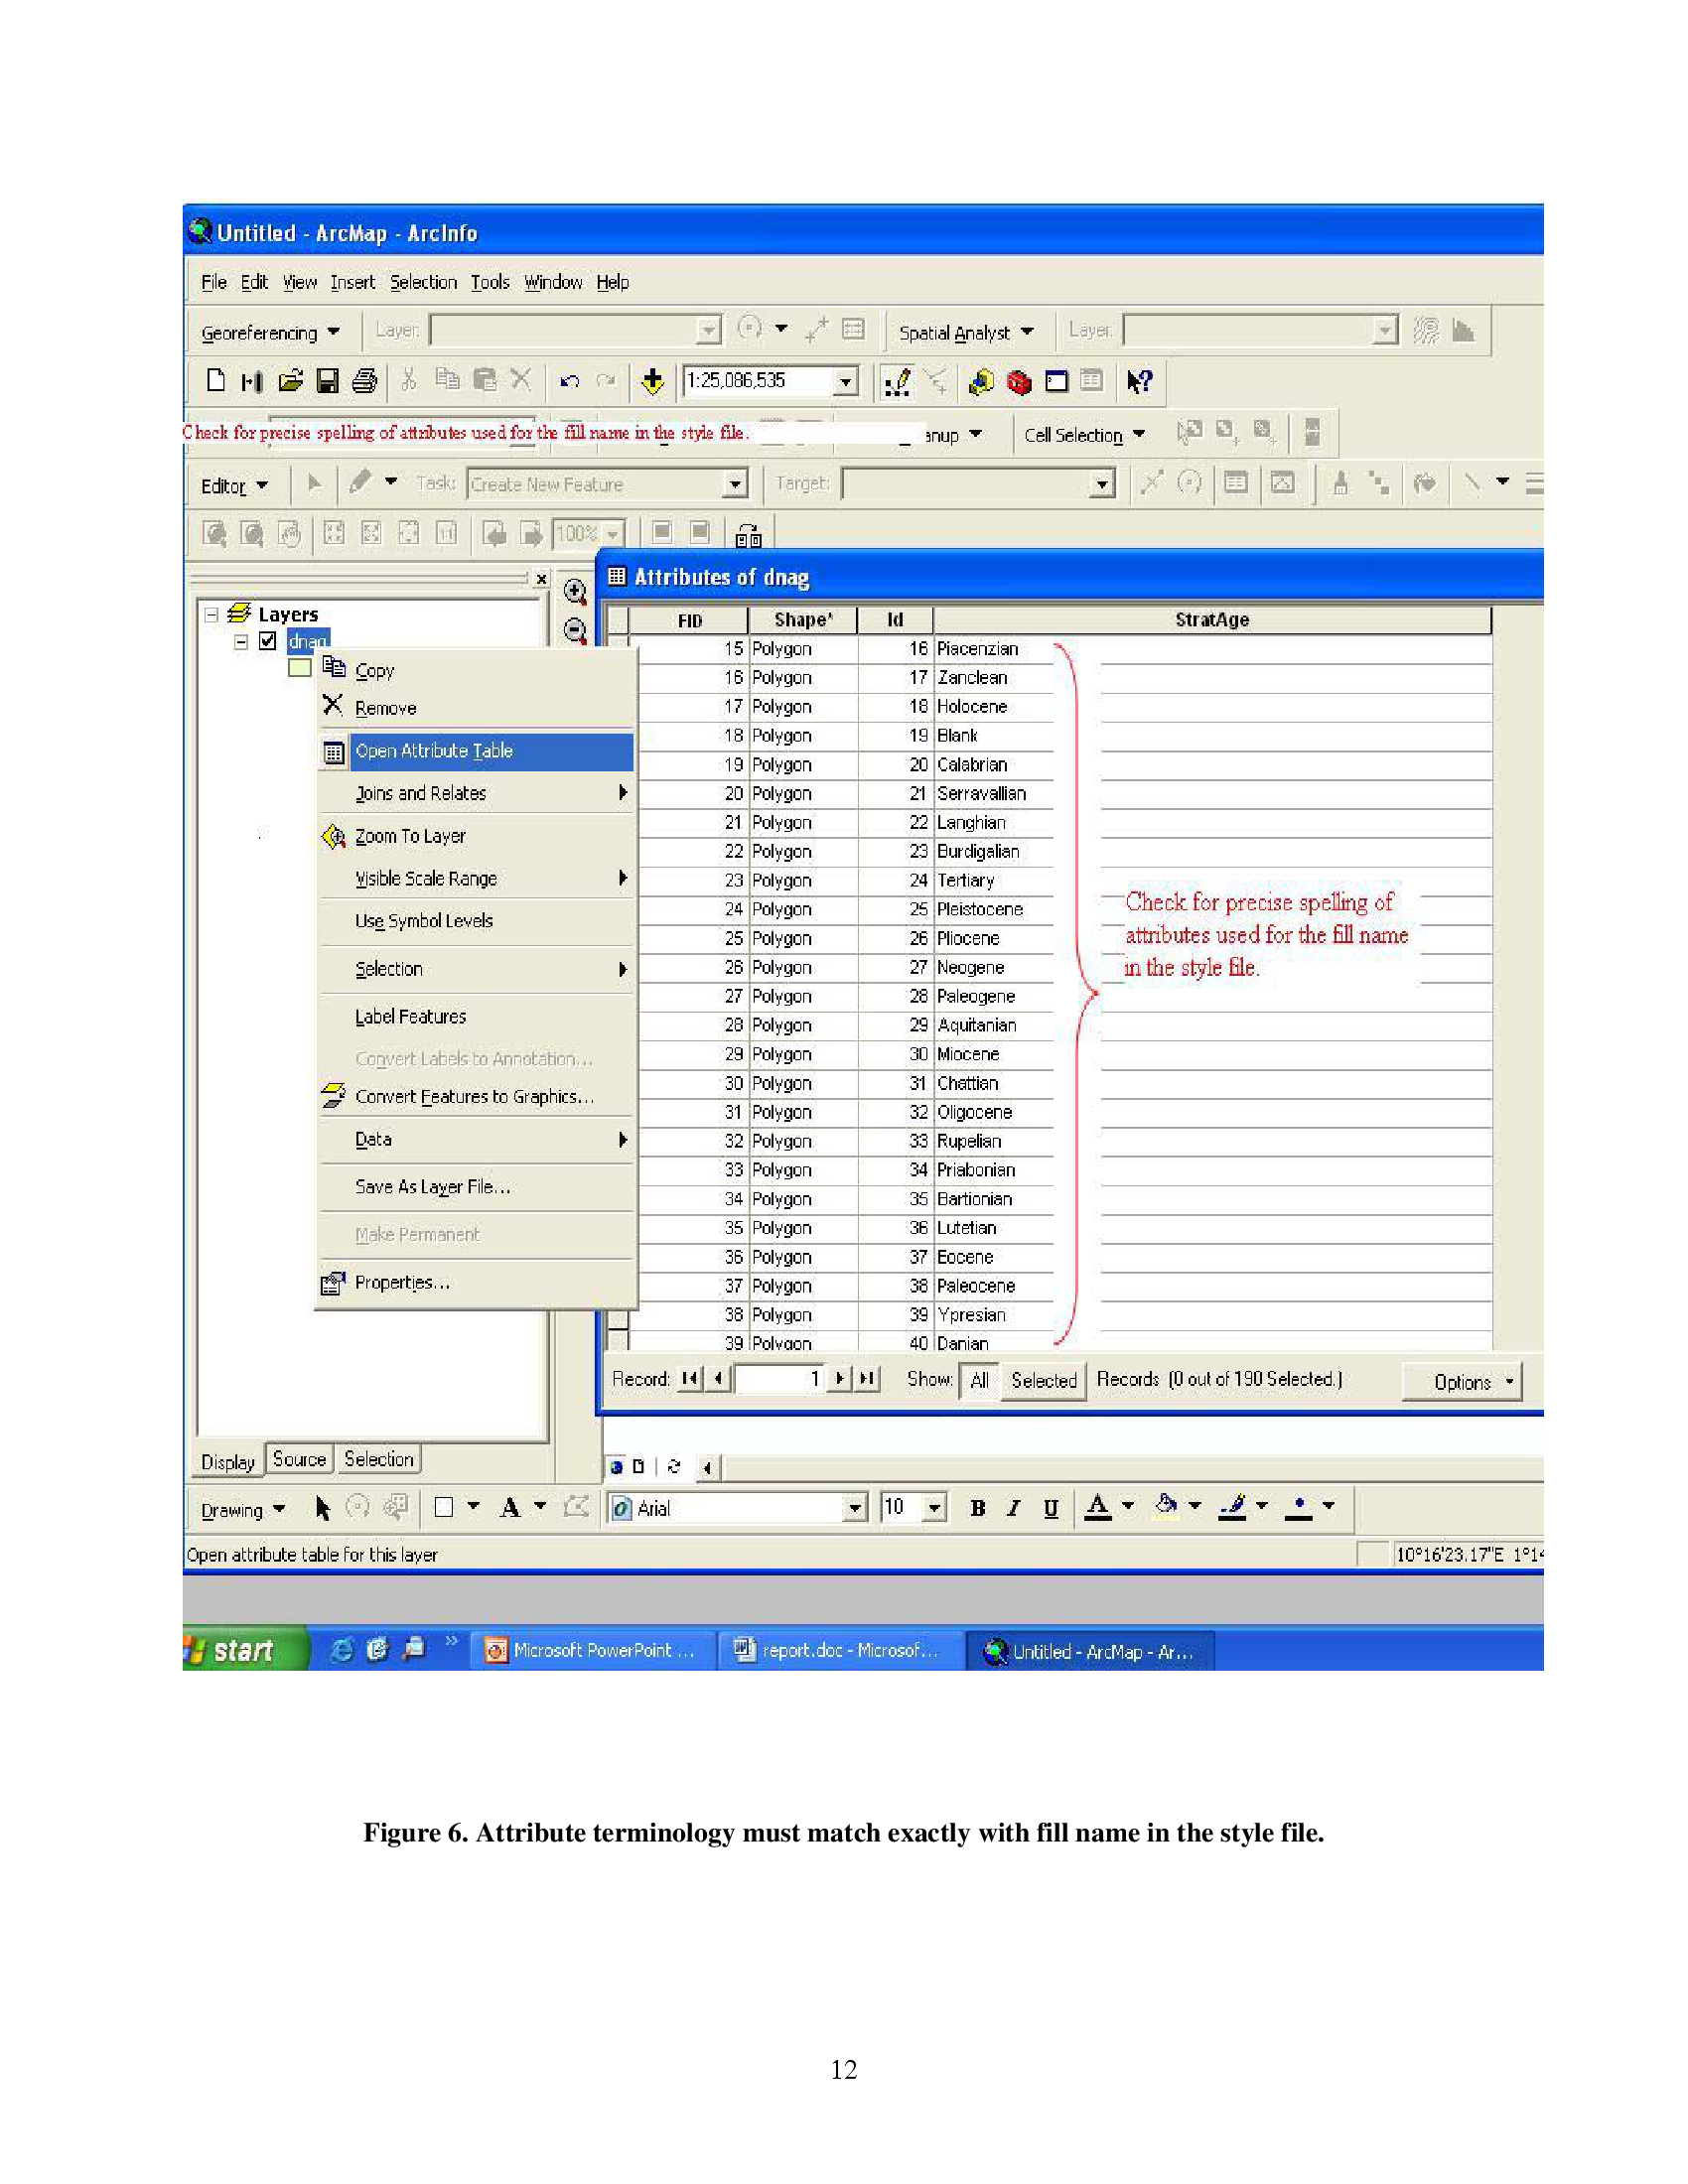 Untitled - ArcMap - ArcInfo
File Edit View Insert Selection Tools Window Help
Georeferencing Layer: Spatial Analyst Layer:
1:25,086,535
Check for precise spelling of attributes used for the fill name in the style file. anup Cell Selection
Editor Task: Create New Feature Target:
100%
Attributes of dnag
Layers
dnag
Copy
Remove
Open Attribute Table
Joins and Relates
Zoom To Layer
Visible Scale Range
Use Symbol Levels
Selection
Label Features
Convert Labels to Annotation...
Convert Features to Graphics...
Data
Save As Layer File...
Make Permanent
Properties...
FID Shape* Id StratAge
15 Polygon 16 Piacenzian
16 Polygon 17 Zanclean
17 Polygon 18 Holocene
18 Polygon 19 Blank
19 Polygon 20 Calabrian
20 Polygon 21 Serravallian
21 Polygon 22 Langhian
22 Polygon 23 Burdigalian
23 Polygon 24 Tertiary
24 Polygon 25 Pleistocene
25 Polygon 26 Pliocene
26 Polygon 27 Neogene
27 Polygon 28 Paleogene
28 Polygon 29 Aquitanian
29 Polygon 30 Miocene
30 Polygon 31 Chattian
31 Polygon 32 Oligocene
32 Polygon 33 Rupelian
33 Polygon 34 Priabonian
34 Polygon 35 Bartionian
35 Polygon 36 Lutetian
36 Polygon 37 Eocene
37 Polygon 38 Paleocene
38 Polygon 39 Ypresian
39 Polygon 40 Danian
Check for precise spelling of
attributes used for the fill name
in the style file.
Record: 1 Show: All Selected Records (0 out of 190 Selected.) Options
Display Source Selection
Drawing A Arial 10 B I U A
Open attribute table for this layer 10°16'23.17"E 1°14
start Microsoft PowerPoint ... report.doc - Microsof... Untitled - ArcMap - Ar...
Figure 6. Attribute terminology must match exactly with fill name in the style file.
12